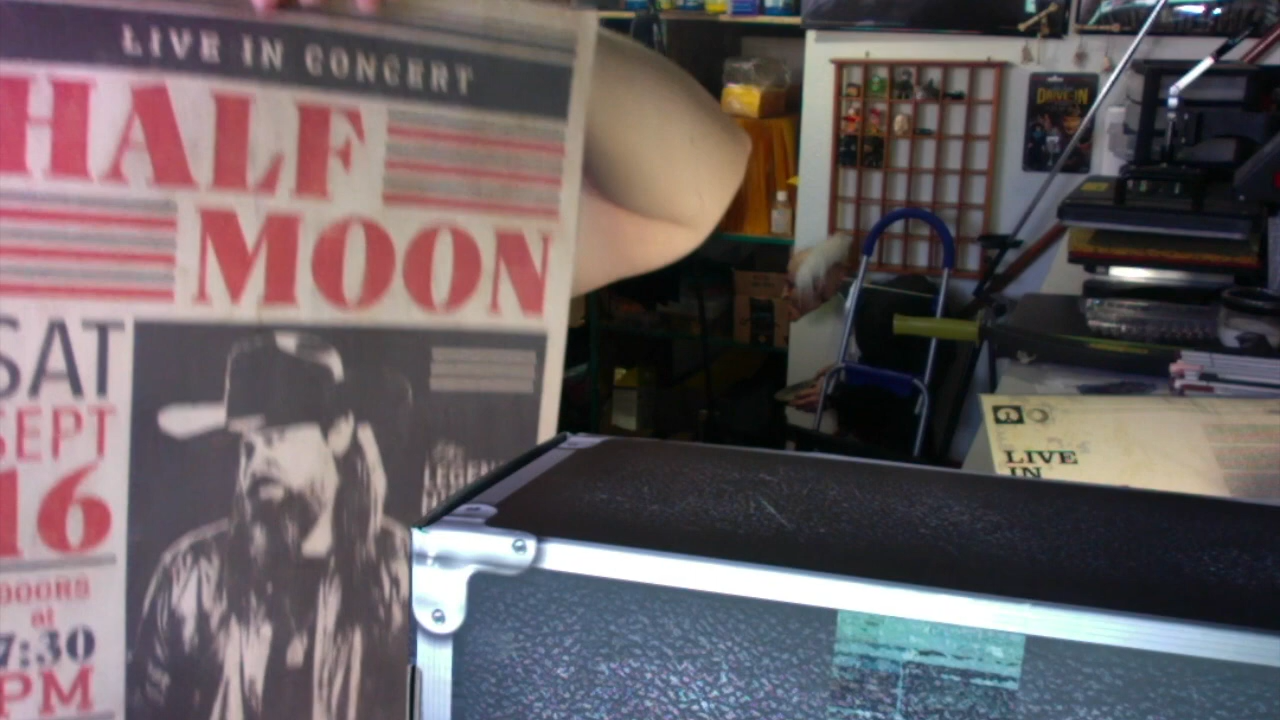 LIVE IN CONCERT
HALF
MOON
SAT
SEPT
16
DOORS
at
7:30
PM
LIVE
IN